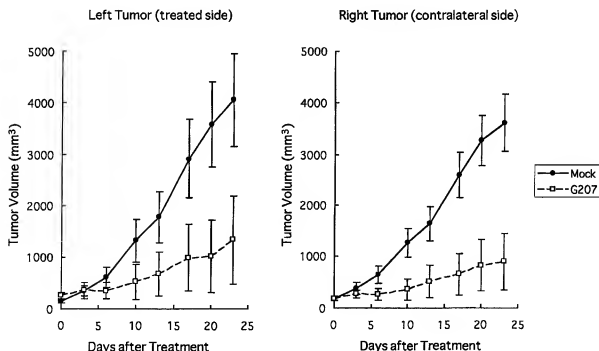 Left Tumor (treated side)
Right Tumor (contralateral side)
Tumor Volume (mm³)
5000
4000
3000
2000
1000
0
0 5 10 15 20 25
Days after Treatment
Tumor Volume (mm³)
5000
4000
3000
2000
1000
0
0 5 10 15 20 25
Days after Treatment
Mock
G207